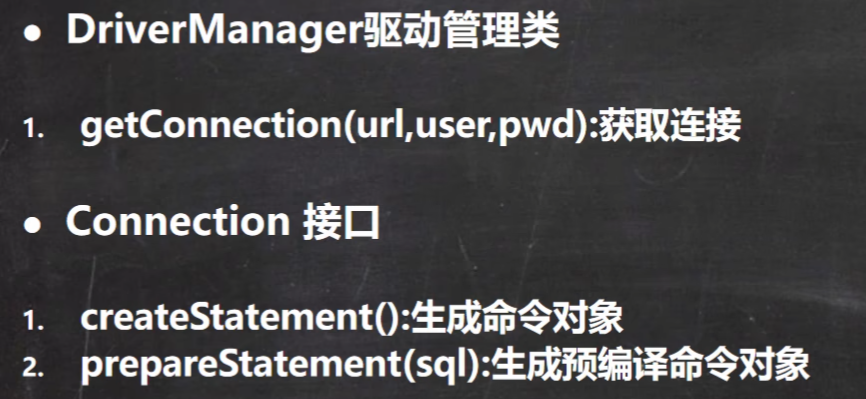 ● DriverManager驱动管理类
1. getConnection(url,user,pwd):获取连接
● Connection 接口
1. createStatement():生成命令对象
2. prepareStatement(sql):生成预编译命令对象